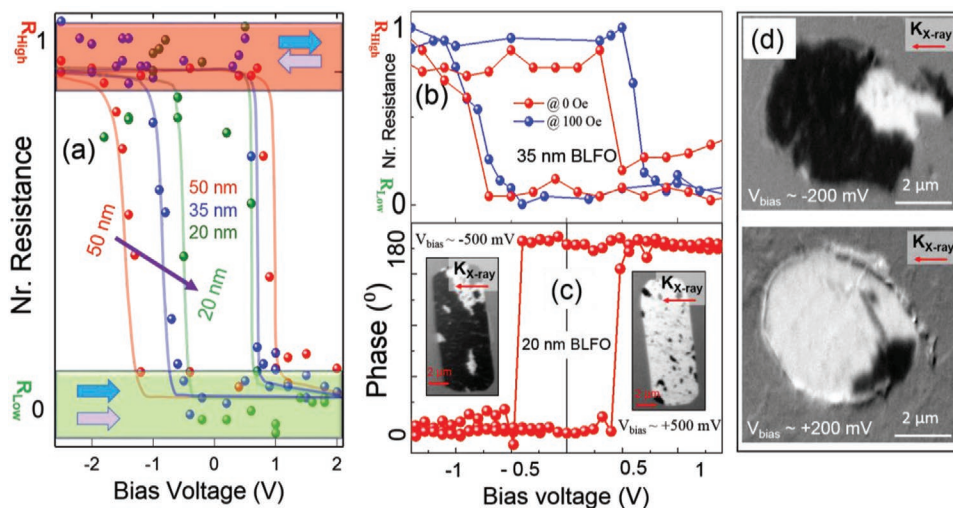 R_High
1
(a)
Nr. Resistance
50 nm
35 nm
20 nm
50 nm
20 nm
R_Low
0
-2
-1
0
1
2
Bias Voltage (V)
R_High
1
(b)
@ 0 Oe
@ 100 Oe
35 nm BLFO
Nr. Resistance
R_Low
0
180
V_bias ~ -500 mV
K_X-ray
(c)
K_X-ray
20 nm BLFO
2 µm
2 µm
V_bias ~ +500 mV
Phase (⁰)
0
-1
- 0.5
0.5
1
Bias voltage (V)
(d)
K_X-ray
V_bias ~ -200 mV
2 µm
K_X-ray
V_bias ~ +200 mV
2 µm